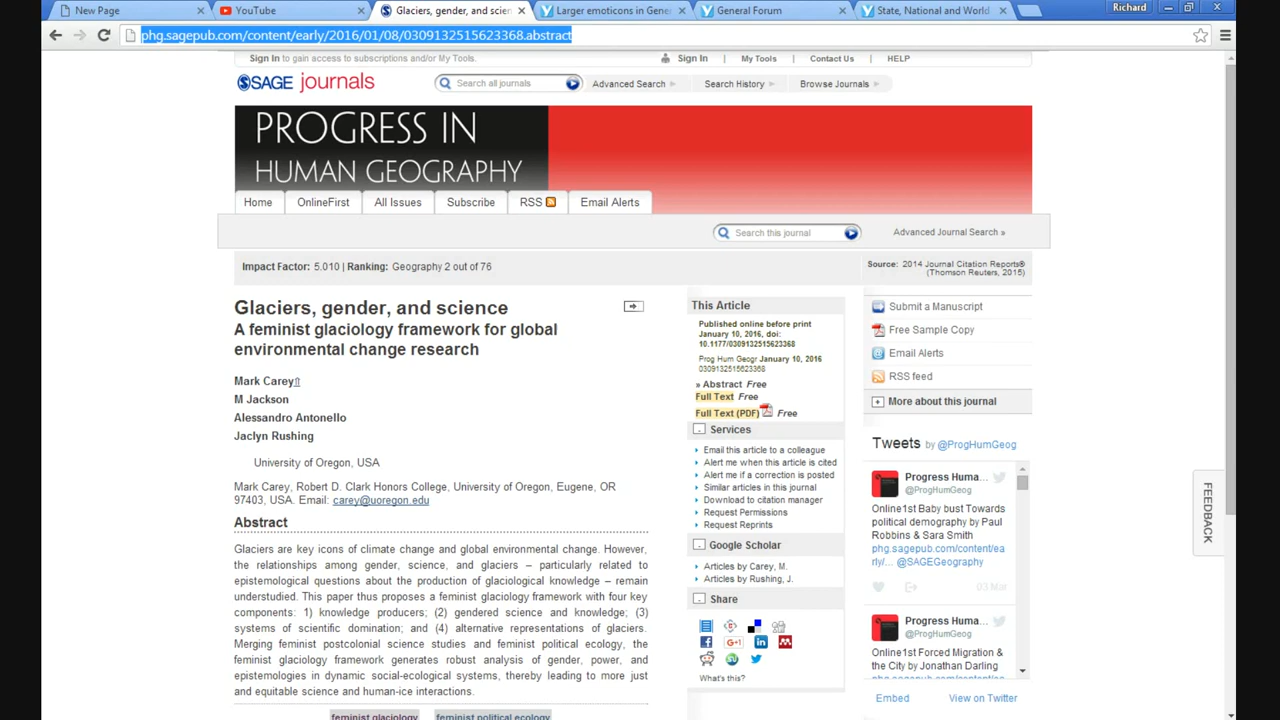 New Page
YouTube
Glaciers, gender, and scien
Larger emoticons in Gene
General Forum
State, National and World
Richard
phg.sagepub.com/content/early/2016/01/08/0309132515623368.abstract
Sign In to gain access to subscriptions and/or My Tools.
Sign In
My Tools
Contact Us
HELP
SAGE journals
Search all journals
Advanced Search
Search History
Browse Journals
PROGRESS IN
HUMAN GEOGRAPHY
Home
OnlineFirst
All Issues
Subscribe
RSS
Email Alerts
Search this journal
Advanced Journal Search »
Impact Factor: 5.010 | Ranking: Geography 2 out of 76
Source: 2014 Journal Citation Reports®
(Thomson Reuters, 2015)
Glaciers, gender, and science
A feminist glaciology framework for global
environmental change research
Mark Carey⇧
M Jackson
Alessandro Antonello
Jaclyn Rushing
University of Oregon, USA
Mark Carey, Robert D. Clark Honors College, University of Oregon, Eugene, OR
97403, USA. Email: carey@uoregon.edu
Abstract
Glaciers are key icons of climate change and global environmental change. However,
the relationships among gender, science, and glaciers – particularly related to
epistemological questions about the production of glaciological knowledge – remain
understudied. This paper thus proposes a feminist glaciology framework with four key
components: 1) knowledge producers; (2) gendered science and knowledge; (3)
systems of scientific domination; and (4) alternative representations of glaciers.
Merging feminist postcolonial science studies and feminist political ecology, the
feminist glaciology framework generates robust analysis of gender, power, and
epistemologies in dynamic social-ecological systems, thereby leading to more just
and equitable science and human-ice interactions.
feminist glaciology
feminist political ecology
This Article
Published online before print
January 10, 2016, doi:
10.1177/0309132515623368
Prog Hum Geogr January 10, 2016
0309132515623368
» Abstract Free
Full Text Free
Full Text (PDF) Free
Services
Email this article to a colleague
Alert me when this article is cited
Alert me if a correction is posted
Similar articles in this journal
Download to citation manager
Request Permissions
Request Reprints
Google Scholar
Articles by Carey, M.
Articles by Rushing, J.
Share
What's this?
Submit a Manuscript
Free Sample Copy
Email Alerts
RSS feed
More about this journal
Tweets by @ProgHumGeog
Progress Huma...
@ProgHumGeog
Online1st Baby bust Towards
political demography by Paul
Robbins & Sara Smith
phg.sagepub.com/content/ea
rly/... @SAGEGeography
03 Mar
Progress Huma...
@ProgHumGeog
Online1st Forced Migration &
the City by Jonathan Darling
phg.sagepub.com/content/ea
Embed
View on Twitter
FEEDBACK